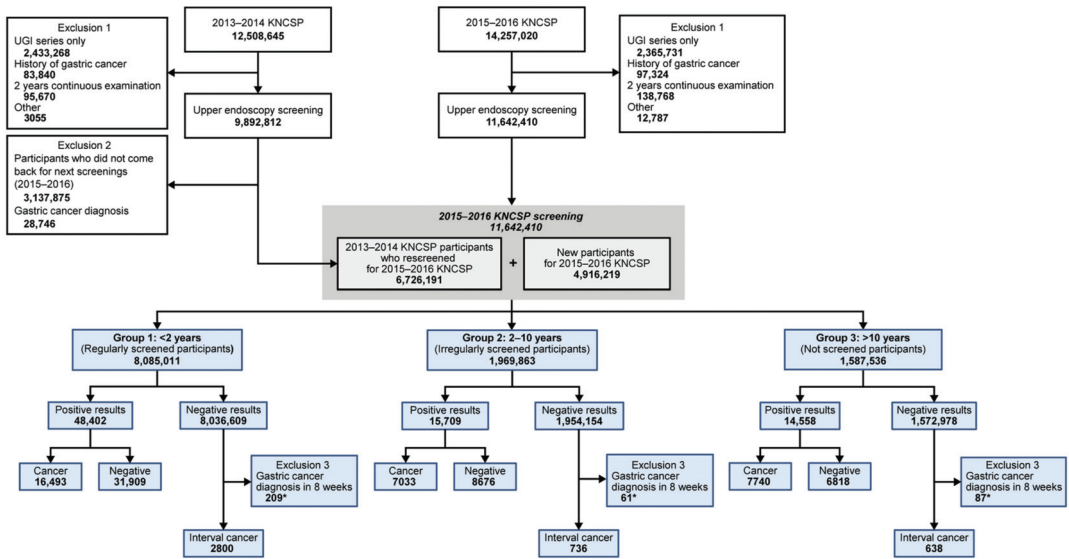 Exclusion 1
UGI series only
2,433,268
History of gastric cancer
83,840
2 years continuous examination
95,670
Other
3055
2013–2014 KNCSP
12,508,645
2015–2016 KNCSP
14,257,020
Exclusion 1
UGI series only
2,365,731
History of gastric cancer
97,324
2 years continuous examination
138,768
Other
12,787
Upper endoscopy screening
9,892,812
Upper endoscopy screening
11,642,410
Exclusion 2
Participants who did not come
back for next screenings
(2015–2016)
3,137,875
Gastric cancer diagnosis
28,746
2015–2016 KNCSP screening
11,642,410
2013–2014 KNCSP participants
who rescreened
for 2015–2016 KNCSP
6,726,191
+
New participants
for 2015–2016 KNCSP
4,916,219
Group 1: <2 years
(Regularly screened participants)
8,085,011
Group 2: 2–10 years
(Irregularly screened participants)
1,969,863
Group 3: >10 years
(Not screened participants)
1,587,536
Positive results
48,402
Negative results
8,036,609
Positive results
15,709
Negative results
1,954,154
Positive results
14,558
Negative results
1,572,978
Cancer
16,493
Negative
31,909
Exclusion 3
Gastric cancer
diagnosis in 8 weeks
209*
Cancer
7033
Negative
8676
Exclusion 3
Gastric cancer
diagnosis in 8 weeks
61*
Cancer
7740
Negative
6818
Exclusion 3
Gastric cancer
diagnosis in 8 weeks
87*
Interval cancer
2800
Interval cancer
736
Interval cancer
638